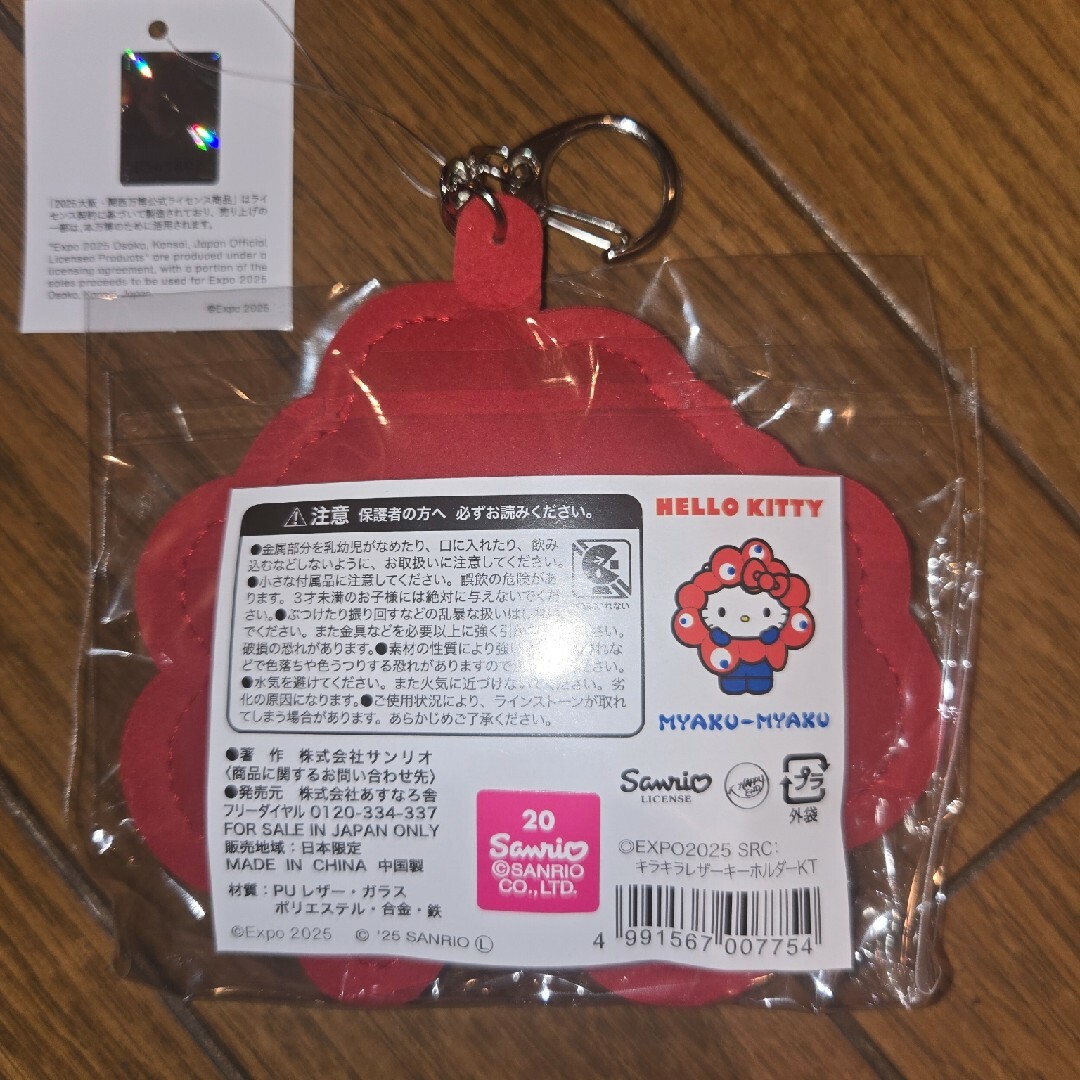 「2025大阪・関西万博公式ライセンス商品」はライ
センス契約に基づいて製造されており、売り上げの
一部は、本万博のために活用されます。
"Expo 2025 Osaka, Kansai, Japan Official
Licensed Products" are produced under a
licensing agreement, with a portion of the
sales proceeds to be used for Expo 2025
Osaka, Kansai, Japan.
©Expo 2025
注意 保護者の方へ 必ずお読みください。
●金属部分を乳幼児がなめたり、口に入れたり、飲み
込むなどしないように、お取扱いに注意してください。
●小さな付属品に注意してください。誤飲の危険があ
ります。3才未満のお子様には絶対に与えないでくだ
さい。●ぶつけたり振り回すなどの乱暴な扱いは
でください。また金具などを必要以上に強く引 さい。
破損の恐れがあります。●素材の性質により強い れな
どで色落ちや色うつりする恐れがありますので ください。
●水気を避けてください。また火気に近づけないでください。劣
化の原因になります。●ご使用状況により、ラインストーンが取れ
てしまう場合があります。あらかじめご了承ください。
HELLO KITTY
MYAKU-MYAKU
●著 作 株式会社サンリオ
〈商品に関するお問い合わせ先〉
●発売元 株式会社あすなろ舎
フリーダイヤル 0120-334-337
FOR SALE IN JAPAN ONLY
販売地域:日本限定
MADE IN CHINA 中国製
材質:PUレザー・ガラス
ポリエステル・合金・鉄
©Expo 2025 © '25 SANRIO Ⓛ
20
Sanrio
©SANRIO
CO., LTD.
Sanrio
LICENSE
HAPPY
プラ
外袋
©EXPO2025 SRC:
キラキラレザーキーホルダーKT
4 991567 007754